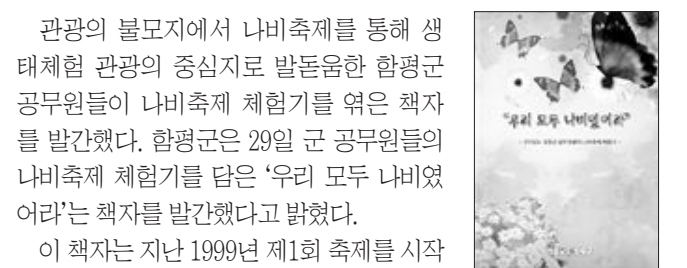 관광의 불모지에서 나비축제를 통해 생
태체험 관광의 중심지로 발돋움한 함평군
공무원들이 나비축제 체험기를 엮은 책자
를 발간했다. 함평군은 29일 군 공무원들의
나비축제 체험기를 담은 ‘우리 모두 나비였
어라’는 책자를 발간했다고 밝혔다.
이 책자는 지난 1999년 제1회 축제를 시작
“우리 모두 나비였어라”